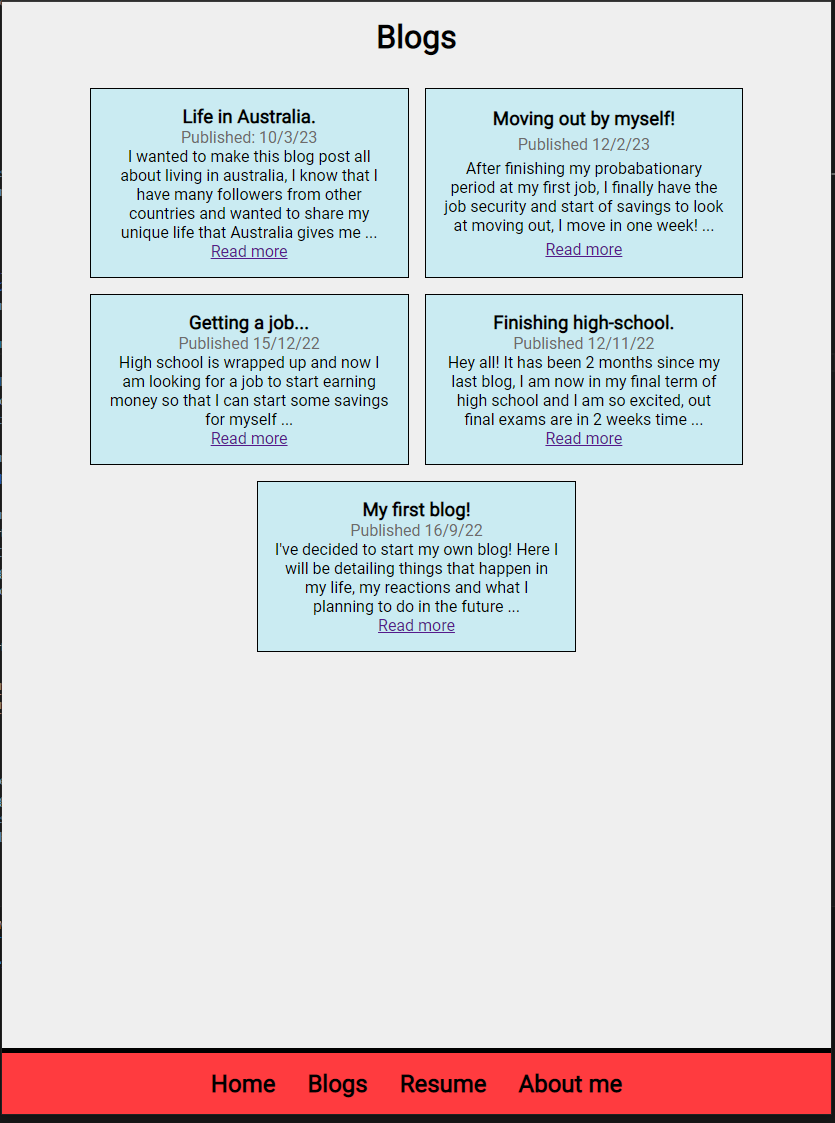 Blogs
Life in Australia.
Published: 10/3/23
I wanted to make this blog post all
about living in australia, I know that I
have many followers from other
countries and wanted to share my
unique life that Australia gives me ...
Read more
Moving out by myself!
Published 12/2/23
After finishing my probabationary
period at my first job, I finally have the
job security and start of savings to look
at moving out, I move in one week! ...
Read more
Getting a job...
Published 15/12/22
High school is wrapped up and now I
am looking for a job to start earning
money so that I can start some savings
for myself ...
Read more
Finishing high-school.
Published 12/11/22
Hey all! It has been 2 months since my
last blog, I am now in my final term of
high school and I am so excited, out
final exams are in 2 weeks time ...
Read more
My first blog!
Published 16/9/22
I've decided to start my own blog! Here I
will be detailing things that happen in
my life, my reactions and what I
planning to do in the future ...
Read more
Home Blogs Resume About me